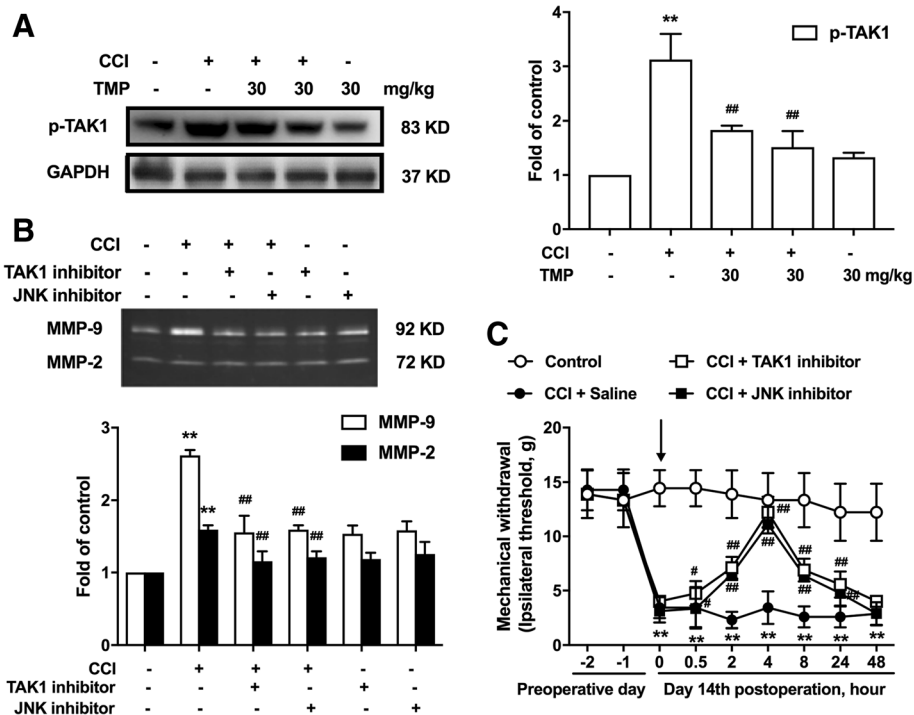 A
CCI - + + + -
TMP - - 30 30 30 mg/kg
p-TAK1 83 KD
GAPDH 37 KD
p-TAK1
Fold of control
4
3
2
1
0
**
##
##
CCI - + + + -
TMP - - 30 30 30 mg/kg
B
CCI - + + + - -
TAK1 inhibitor - - + - + -
JNK inhibitor - - - + - +
MMP-9 92 KD
MMP-2 72 KD
MMP-9
MMP-2
Fold of control
3
2
1
0
**
**
##
##
##
##
CCI - + + + - -
TAK1 inhibitor - - + - + -
JNK inhibitor - - - + - +
C
Control CCI + TAK1 inhibitor
CCI + Saline CCI + JNK inhibitor
Mechanical withdrawal
(Ipsilateral threshold, g)
20
15
10
5
0
##
##
## ##
# ##
## ## ##
#
** ** ** ** ** ** **
-2 -1 0 0.5 2 4 8 24 48
Preoperative day Day 14th postoperation, hour